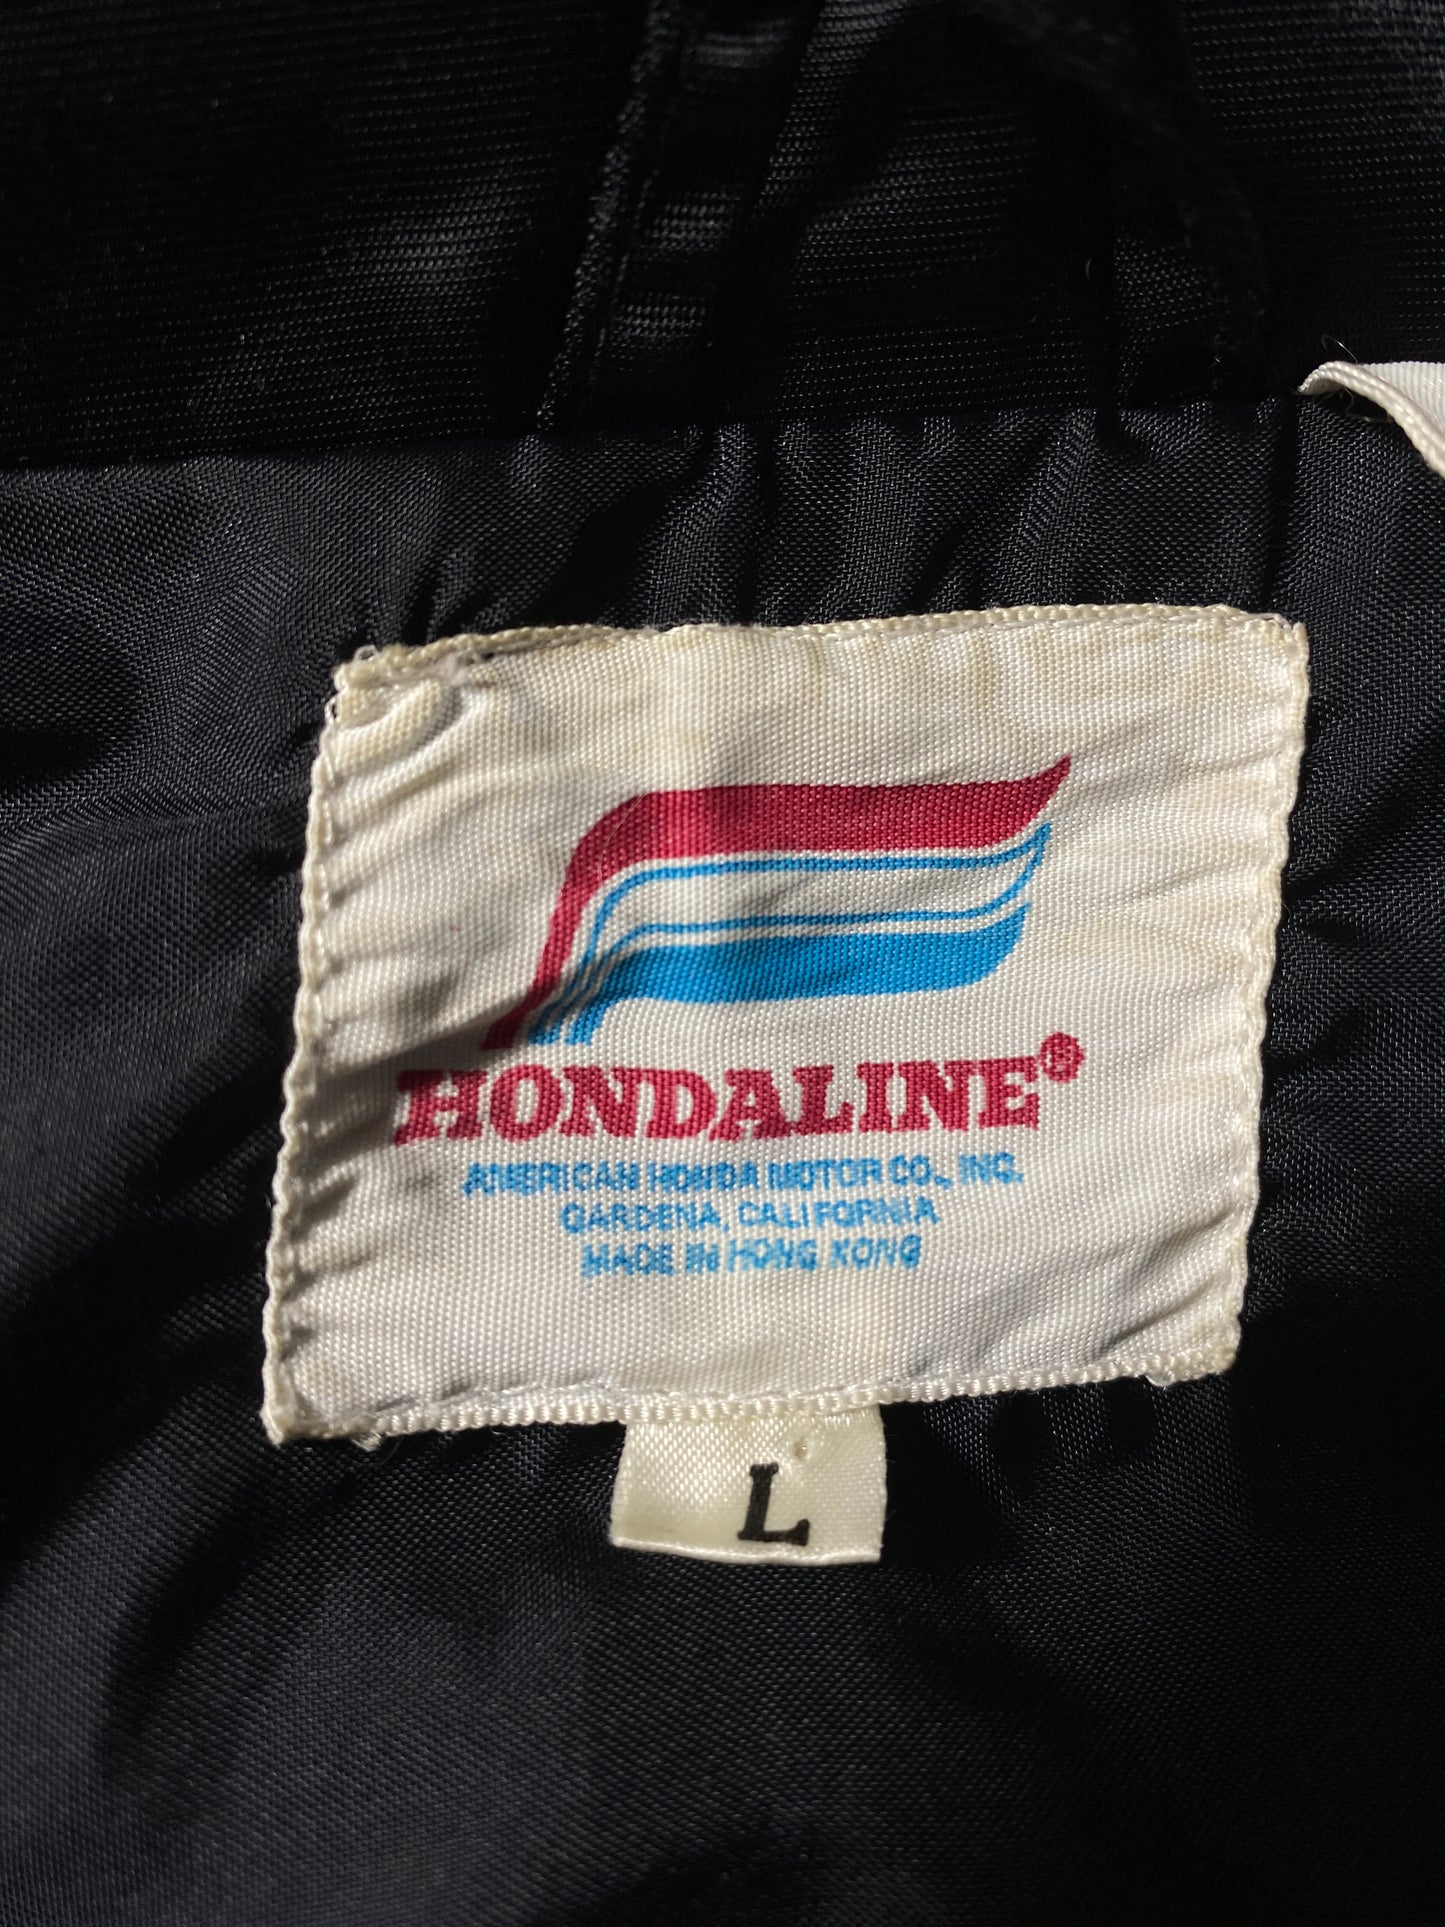 HONDALINE®
AMERICAN HONDA MOTOR CO., INC.
GARDENA, CALIFORNIA
MADE IN HONG KONG
L